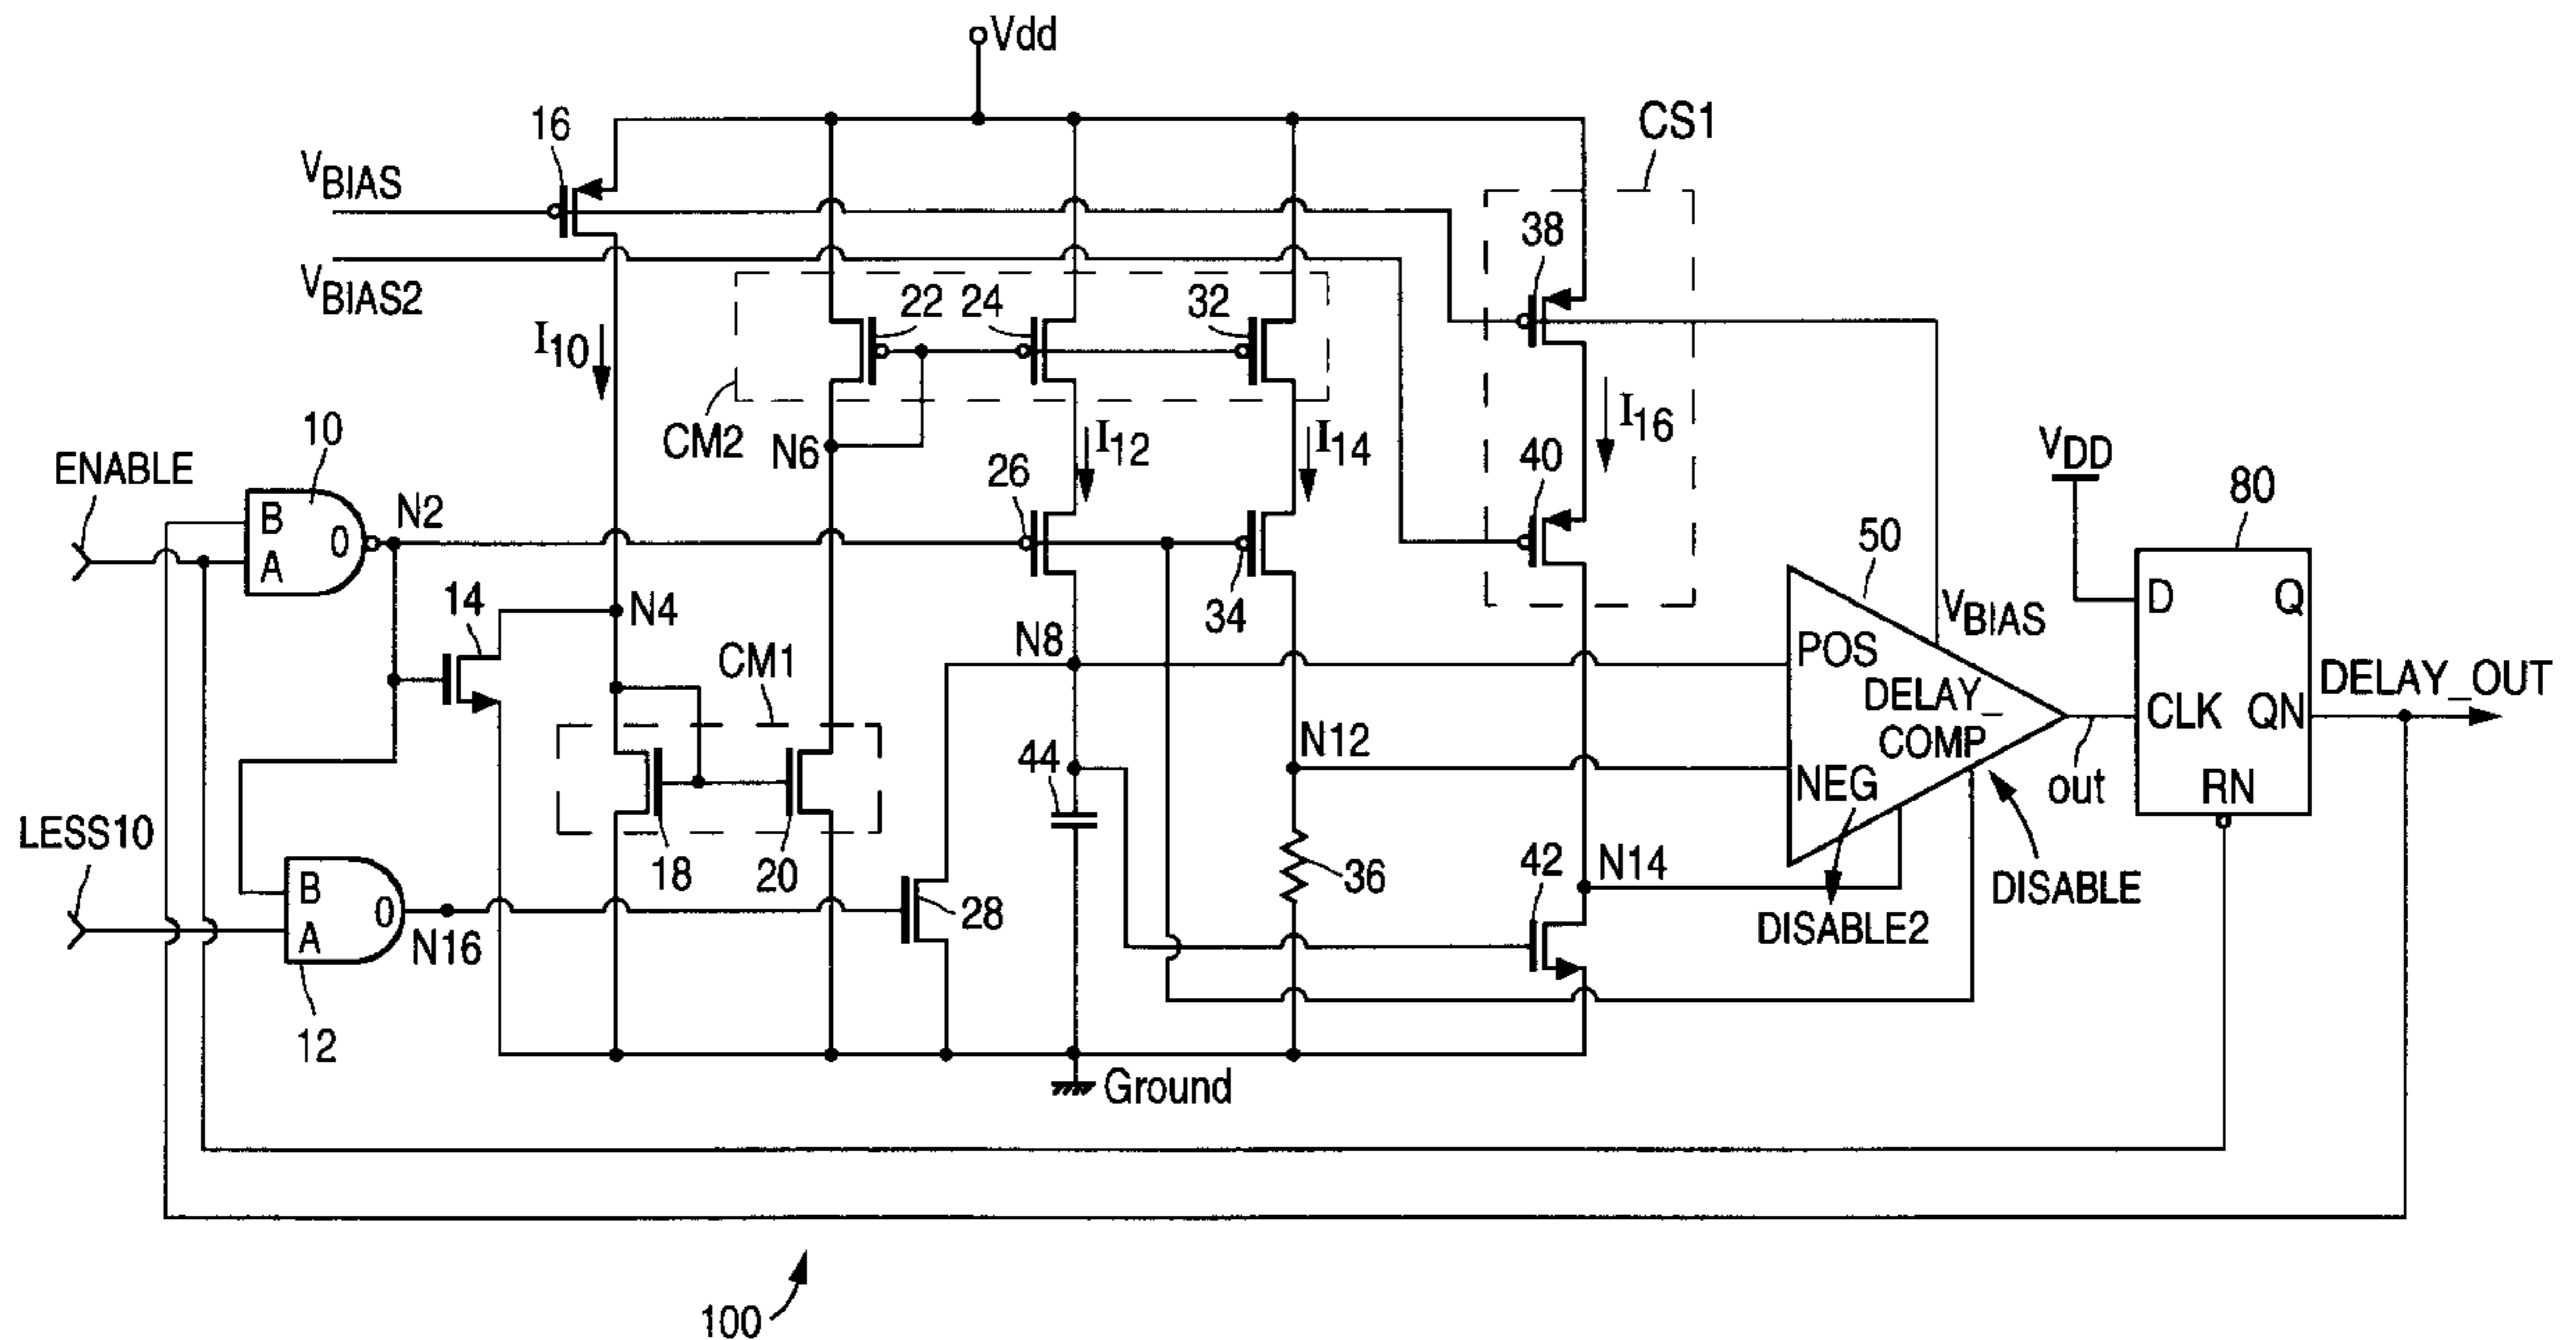 Vdd
CS1
16
VBIAS
38
VBIAS2
22
24
32
I10
I16
CM2
N6
I12
I14
10
ENABLE
26
40
VDD
80
B
A
0
N2
50
D
Q
14
N4
34
VBIAS
CM1
N8
POS
DELAY_
COMP
DELAY_OUT
CLK
QN
N12
44
NEG
out
RN
LESS10
18
20
36
42
N14
DISABLE
B
A
0
N16
28
DISABLE2
12
Ground
100